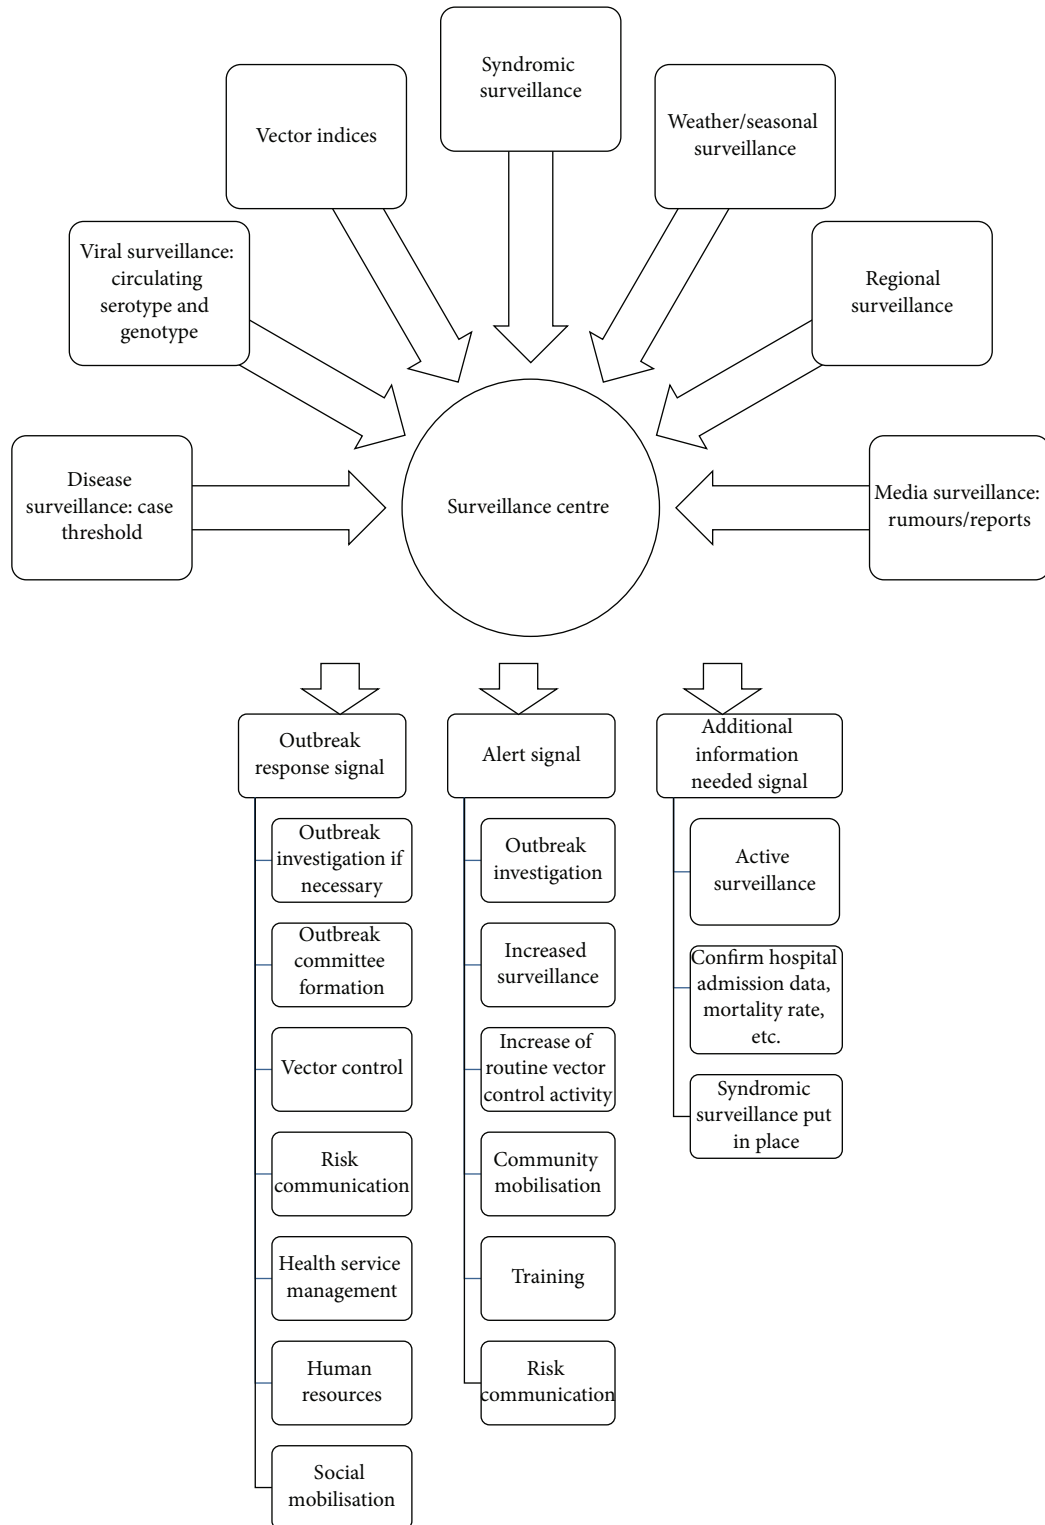 Syndromic
surveillance
Vector indices
Weather/seasonal
surveillance
Viral surveillance:
circulating
serotype and
genotype
Regional
surveillance
Disease
surveillance: case
threshold
Surveillance centre
Media surveillance:
rumours/reports
Outbreak
response signal
Outbreak
investigation if
necessary
Outbreak
committee
formation
Vector control
Risk
communication
Health service
management
Human
resources
Social
mobilisation
Alert signal
Outbreak
investigation
Increased
surveillance
Increase of
routine vector
control activity
Community
mobilisation
Training
Risk
communication
Additional
information
needed signal
Active
surveillance
Confirm hospital
admission data,
mortality rate,
etc.
Syndromic
surveillance put
in place